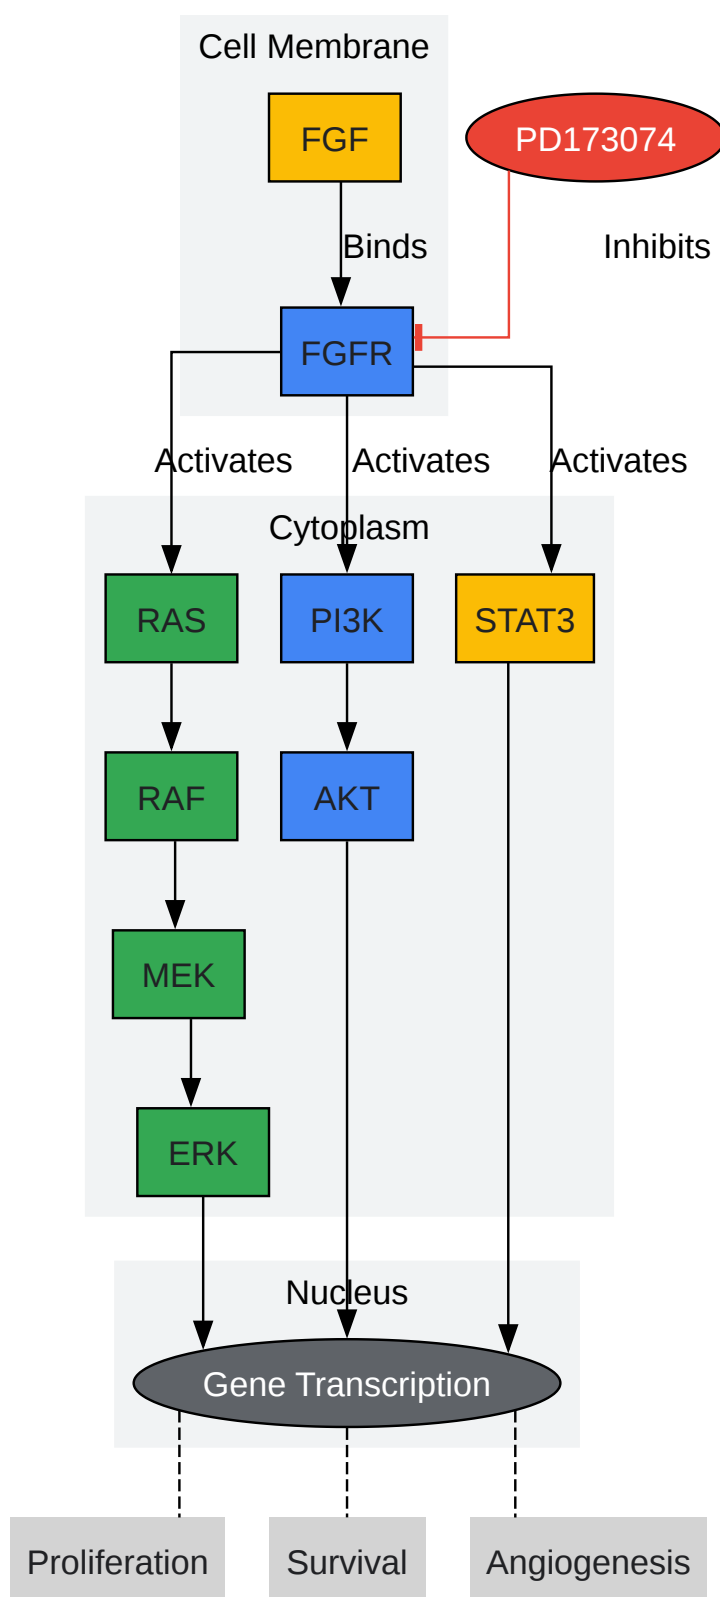 Cell Membrane
FGF
PD173074
Binds
Inhibits
FGFR
Activates
Activates
Activates
Cytoplasm
RAS
PI3K
STAT3
RAF
AKT
MEK
ERK
Nucleus
Gene Transcription
Proliferation
Survival
Angiogenesis